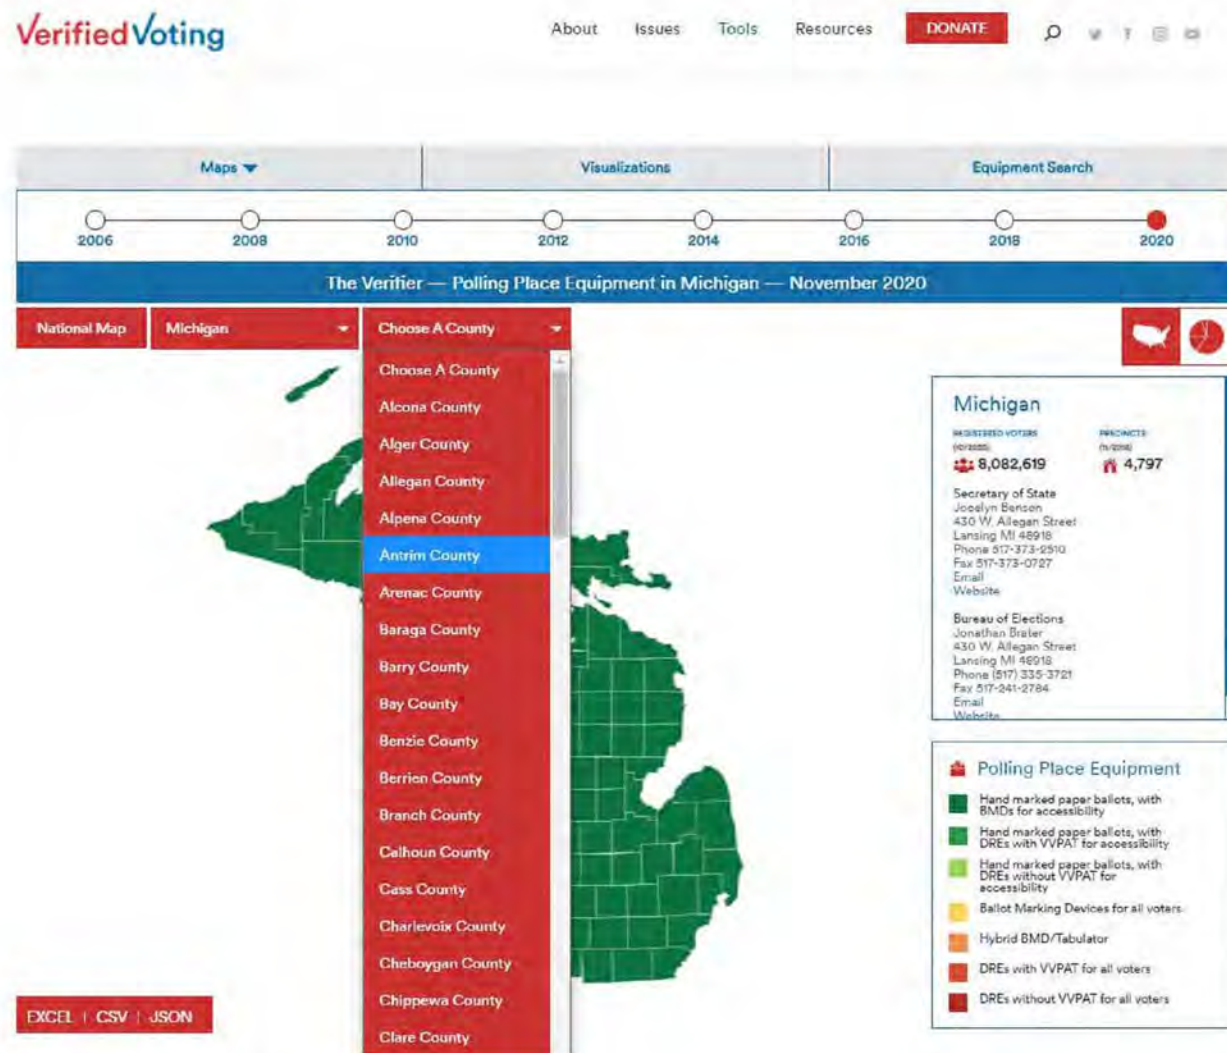 Verified Voting
About Issues Tools Resources DONATE
Maps Visualizations Equipment Search
2006 2008 2010 2012 2014 2016 2018 2020
The Verifier — Polling Place Equipment in Michigan — November 2020
National Map Michigan Choose A County
Choose A County
Alcona County
Alger County
Allegan County
Alpena County
Antrim County
Arenac County
Baraga County
Barry County
Bay County
Benzie County
Berrien County
Branch County
Calhoun County
Cass County
Charlevoix County
Cheboygan County
Chippewa County
Clare County
EXCEL | CSV | JSON
Michigan
REGISTERED VOTERS PRECINCTS
8,082,619 4,797
Secretary of State
Jocelyn Benson
430 W. Allegan Street
Lansing MI 48918
Phone 517-373-2510
Fax 517-373-0727
Email
Website
Bureau of Elections
Jonathan Brater
430 W. Allegan Street
Lansing MI 48918
Phone (517) 335-3721
Fax 517-241-2784
Email
Website
Polling Place Equipment
Hand marked paper ballots, with
BMDs for accessibility
Hand marked paper ballots, with
DREs with VVPAT for accessibility
Hand marked paper ballots, with
DREs without VVPAT for
accessibility
Ballot Marking Devices for all voters
Hybrid BMD/Tabulator
DREs with VVPAT for all voters
DREs without VVPAT for all voters